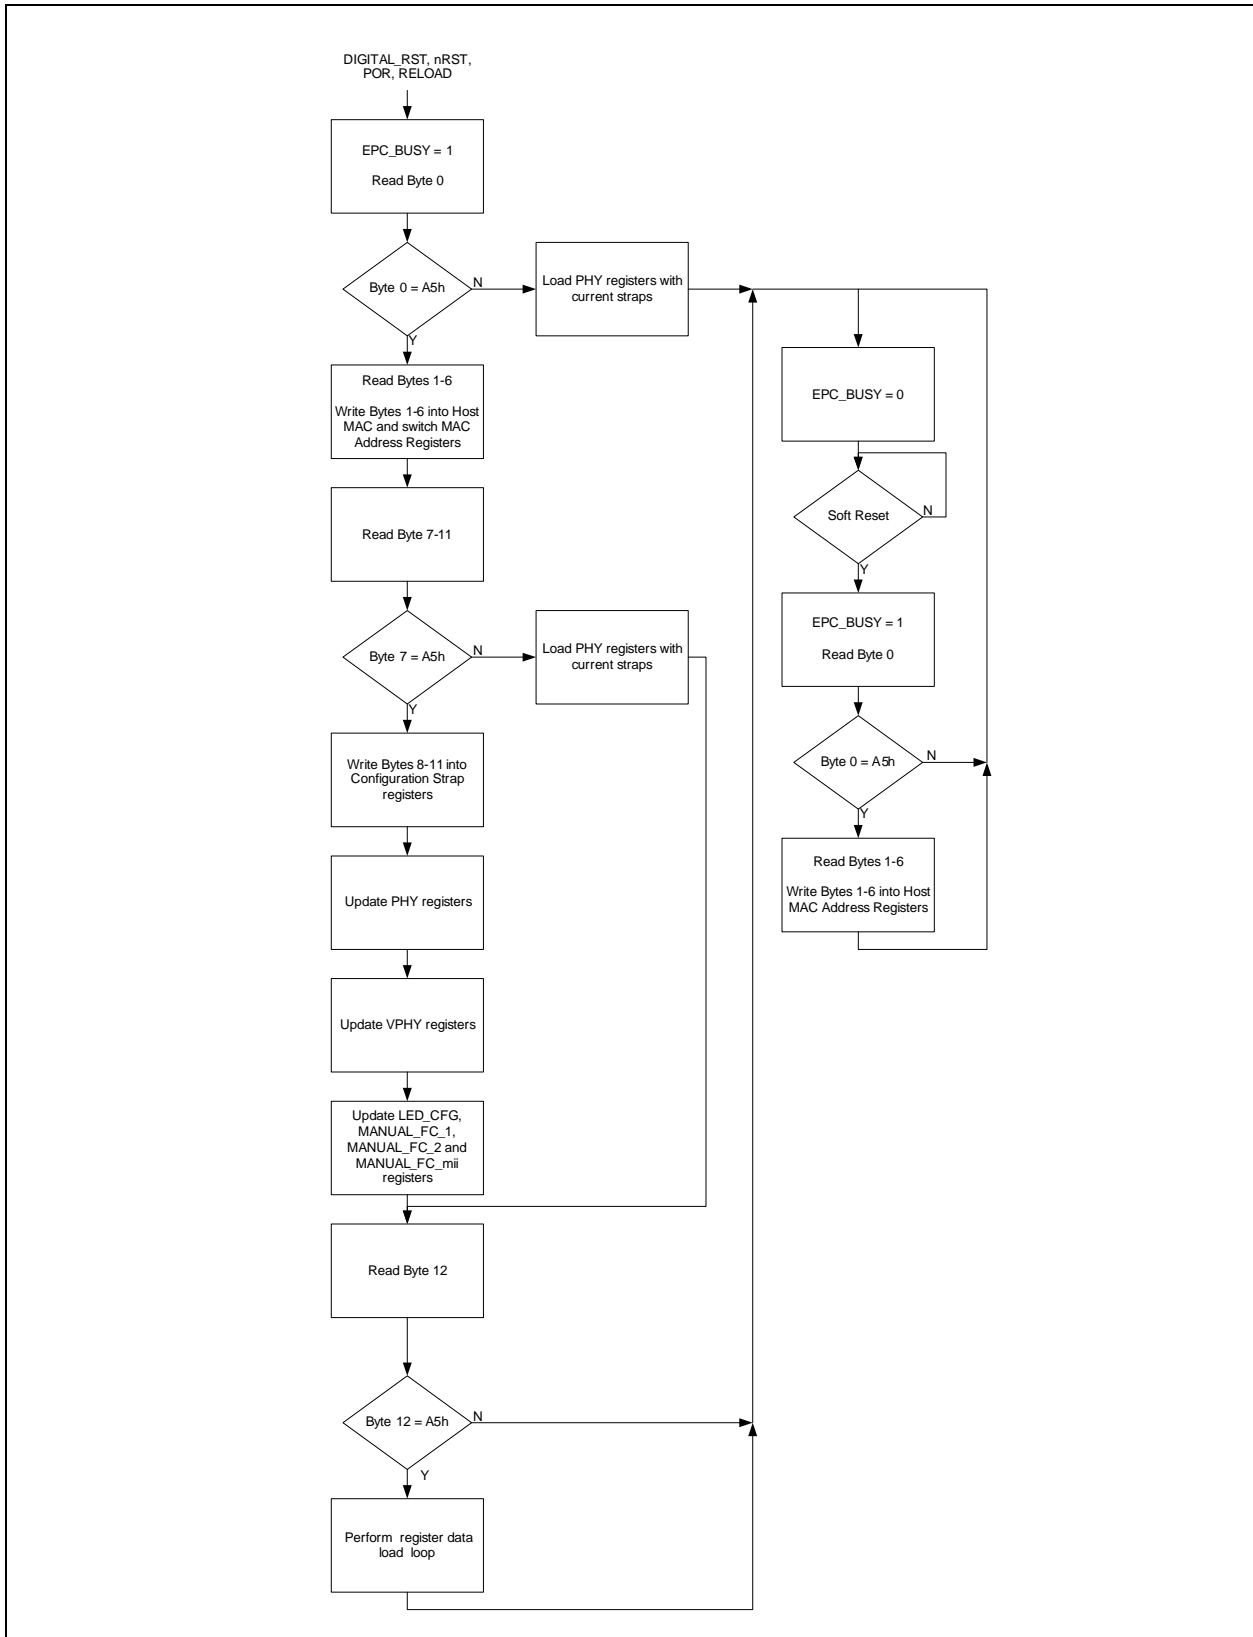 DIGITAL_RST, nRST,
POR, RELOAD
EPC_BUSY = 1
Read Byte 0
Byte 0 = A5h
N
Y
Load PHY registers with
current straps
Read Bytes 1-6
Write Bytes 1-6 into Host
MAC and switch MAC
Address Registers
Read Byte 7-11
Byte 7 = A5h
N
Y
Load PHY registers with
current straps
Write Bytes 8-11 into
Configuration Strap
registers
Update PHY registers
Update VPHY registers
Update LED_CFG,
MANUAL_FC_1,
MANUAL_FC_2 and
MANUAL_FC_mii
registers
Read Byte 12
Byte 12 = A5h
N
Y
Perform register data
load loop
EPC_BUSY = 0
Soft Reset
N
Y
EPC_BUSY = 1
Read Byte 0
Byte 0 = A5h
N
Y
Read Bytes 1-6
Write Bytes 1-6 into Host
MAC Address Registers